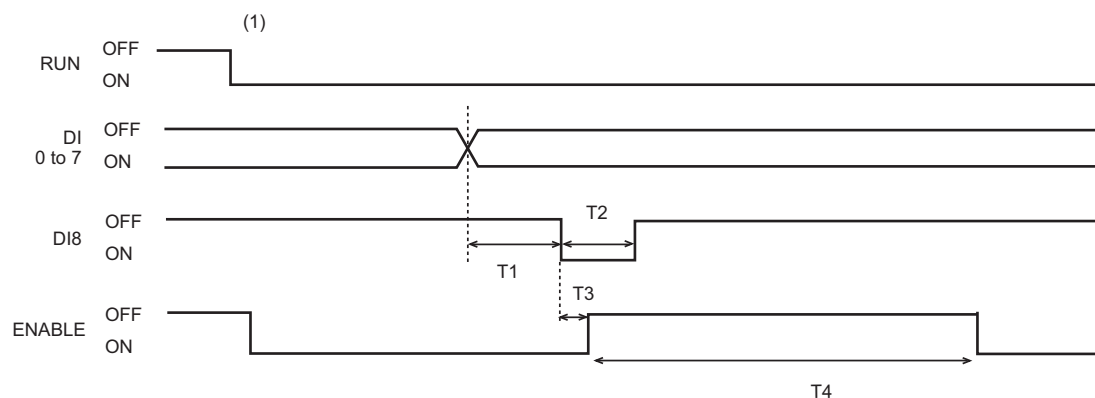 (1)
OFF
RUN
ON
OFF
DI
0 to 7
ON
OFF
T2
DI8
ON
T1
T3
OFF
ENABLE
ON
T4